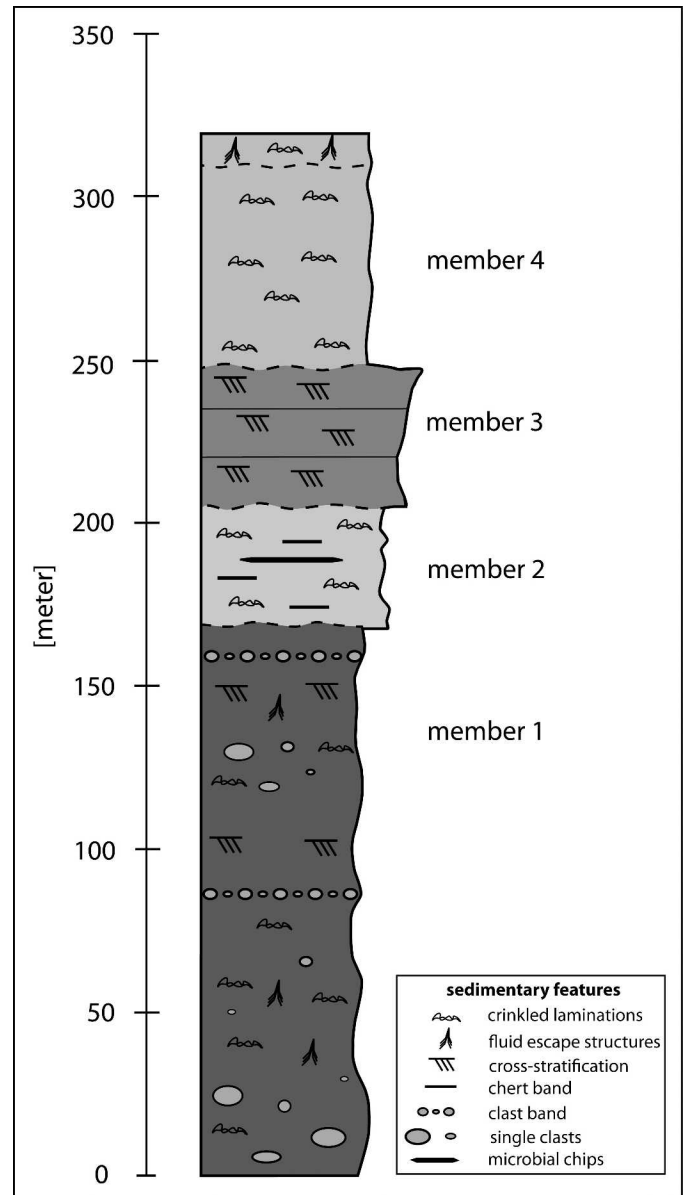 350
300
member 4
250
member 3
200
member 2
[meter]
150
member 1
100
50
0
sedimentary features
crinkled laminations
fluid escape structures
cross-stratification
chert band
clast band
single clasts
microbial chips